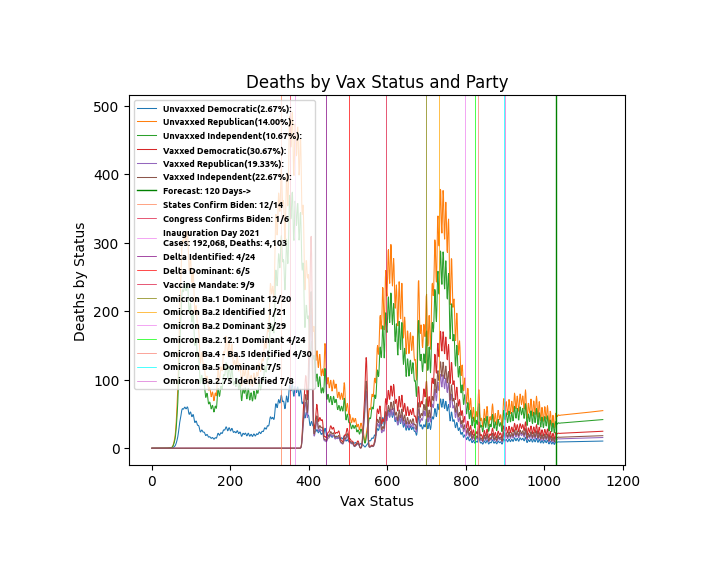 Deaths by Vax Status and Party
Deaths by Status
500
400
300
200
100
0
Unvaxxed Democratic(2.67%):
Unvaxxed Republican(14.00%):
Unvaxxed Independent(10.67%):
Vaxxed Democratic(30.67%):
Vaxxed Republican(19.33%):
Vaxxed Independent(22.67%):
Forecast: 120 Days->
States Confirm Biden: 12/14
Congress Confirms Biden: 1/6
Inauguration Day 2021
Cases: 192,068, Deaths: 4,103
Delta Identified: 4/24
Delta Dominant: 6/5
Vaccine Mandate: 9/9
Omicron Ba.1 Dominant 12/20
Omicron Ba.2 Identified 1/21
Omicron Ba.2 Dominant 3/29
Omicron Ba.2.12.1 Dominant 4/24
Omicron Ba.4 - Ba.5 Identified 4/30
Omicron Ba.5 Dominant 7/5
Omicron Ba.2.75 Identified 7/8
0 200 400 600 800 1000 1200
Vax Status